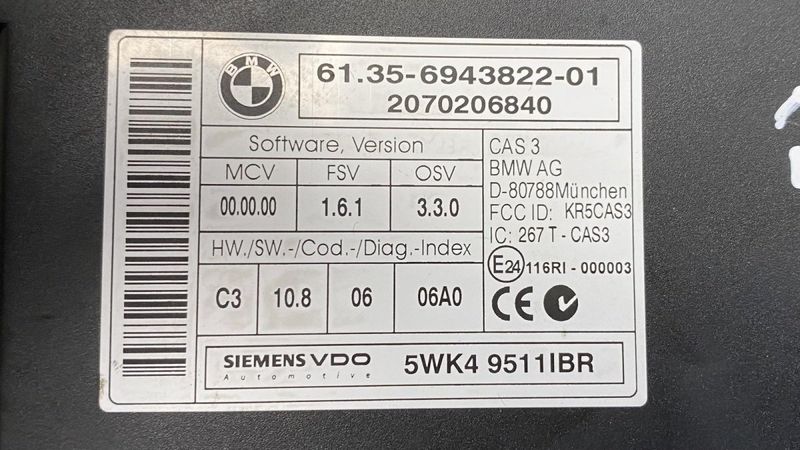 BMW
61.35-6943822-01
2070206840
Software, Version
MCV FSV OSV
00.00.00 1.6.1 3.3.0
HW./SW.-/Cod.-/Diag.-Index
C3 10.8 06 06A0
CAS 3
BMW AG
D-80788München
FCC ID: KR5CAS3
IC: 267 T - CAS3
E24 116RI - 000003
CE
SIEMENS VDO
Automotive
5WK4 9511IBR